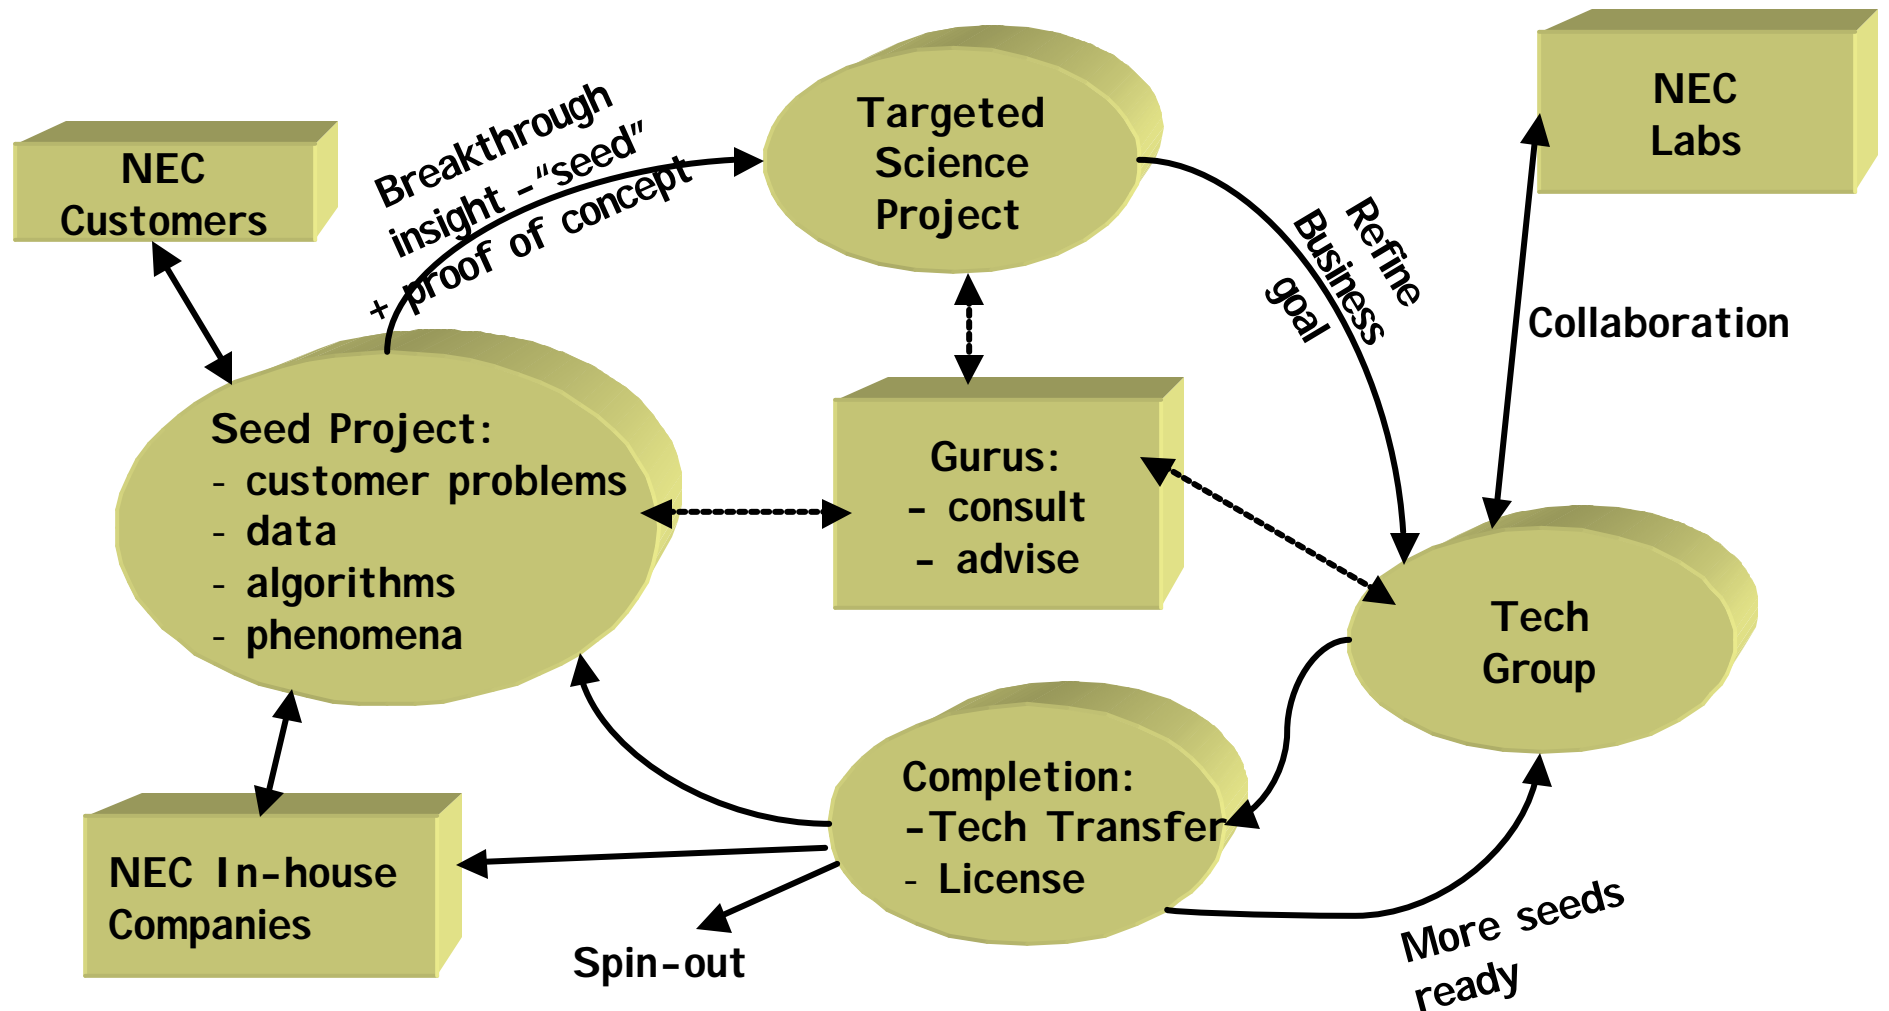 NEC
Customers
Breakthrough
insight -“seed”
+ proof of concept
Targeted
Science
Project
Refine
Business
goal
NEC
Labs
Collaboration
Seed Project:
- customer problems
- data
- algorithms
- phenomena
Gurus:
- consult
- advise
Tech
Group
Completion:
-Tech Transfer
- License
NEC In-house
Companies
Spin-out
More seeds
ready